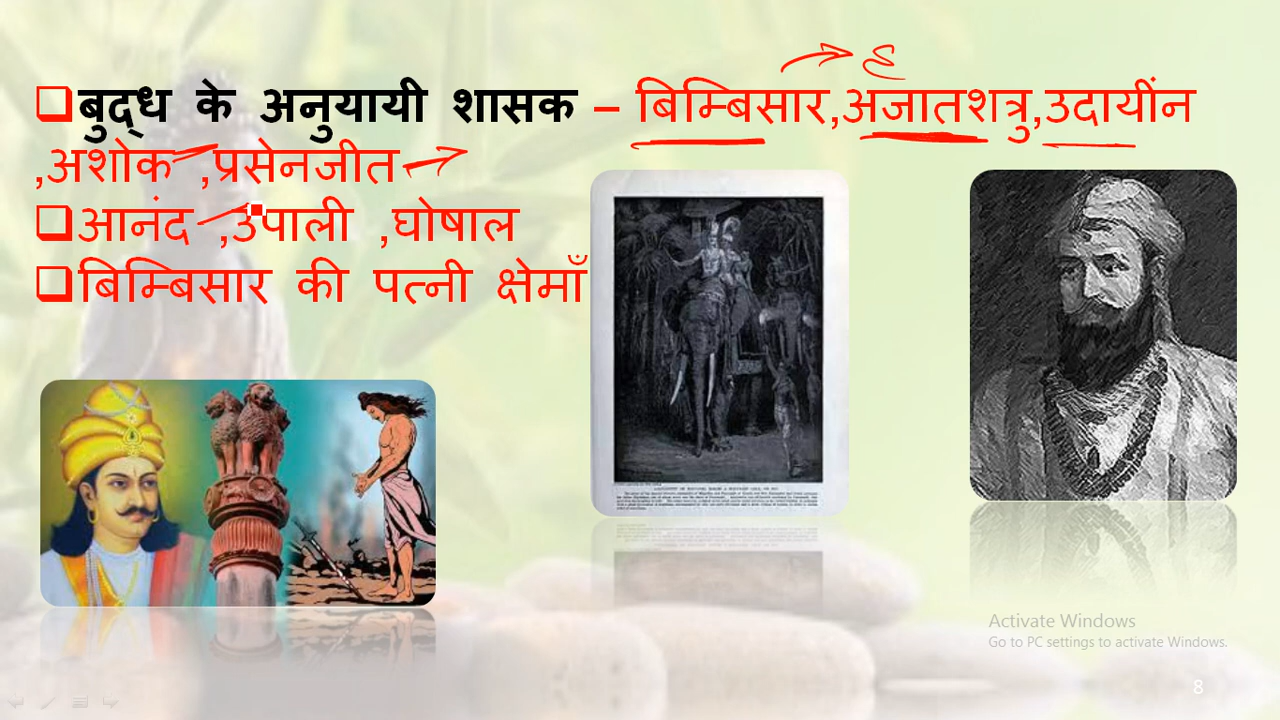 ❑बुद्ध के अनुयायी शासक – बिम्बिसार,अजातशत्रु,उदायींन
,अशोक ,प्रसेनजीत
❑आनंद ,उपाली ,घोषाल
❑बिम्बिसार की पत्नी क्षेमाँ
Activate Windows
Go to PC settings to activate Windows.
8